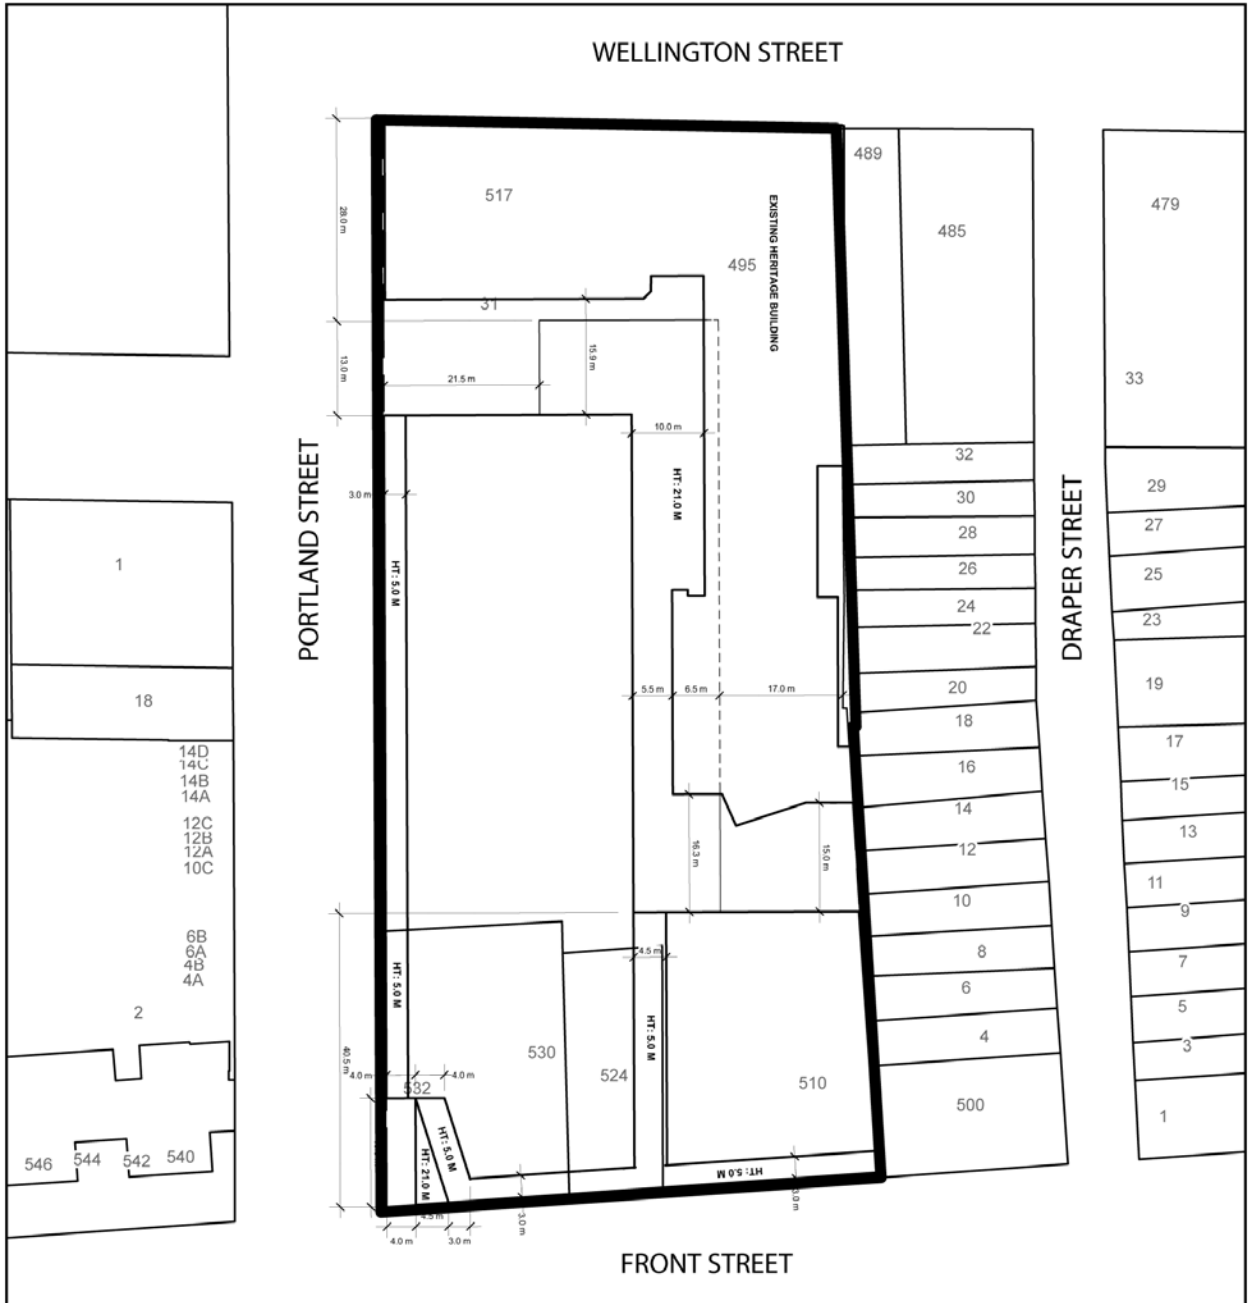 WELLINGTON STREET
489
517
479
485
495
EXISTING HERITAGE BUILDING
28.0 m
31
13.0 m
15.9 m
21.5 m
33
10.0 m
32
HT: 21.0 M
3.0 m
30
29
PORTLAND STREET
DRAPER STREET
28
27
1
HT: 5.0 M
26
25
24
23
22
18
5.5 m
6.5 m
17.0 m
20
19
18
17
14D
14C
14B
14A
16
15
12C
12B
12A
10C
14
13
16.3 m
15.0 m
12
11
10
9
6B
6A
4B
4A
4.5 m
8
7
HT: 5.0 M
6
5
2
HT: 5.0 M
4
3
530
40.5 m
4.0 m
532
4.0 m
524
510
500
1
546
544
542
540
HT: 5.0 M
HT: 21.0 M
HT: 5.0 M
3.0 m
4.5 m
3.0 m
4.0 m
3.0 m
FRONT STREET